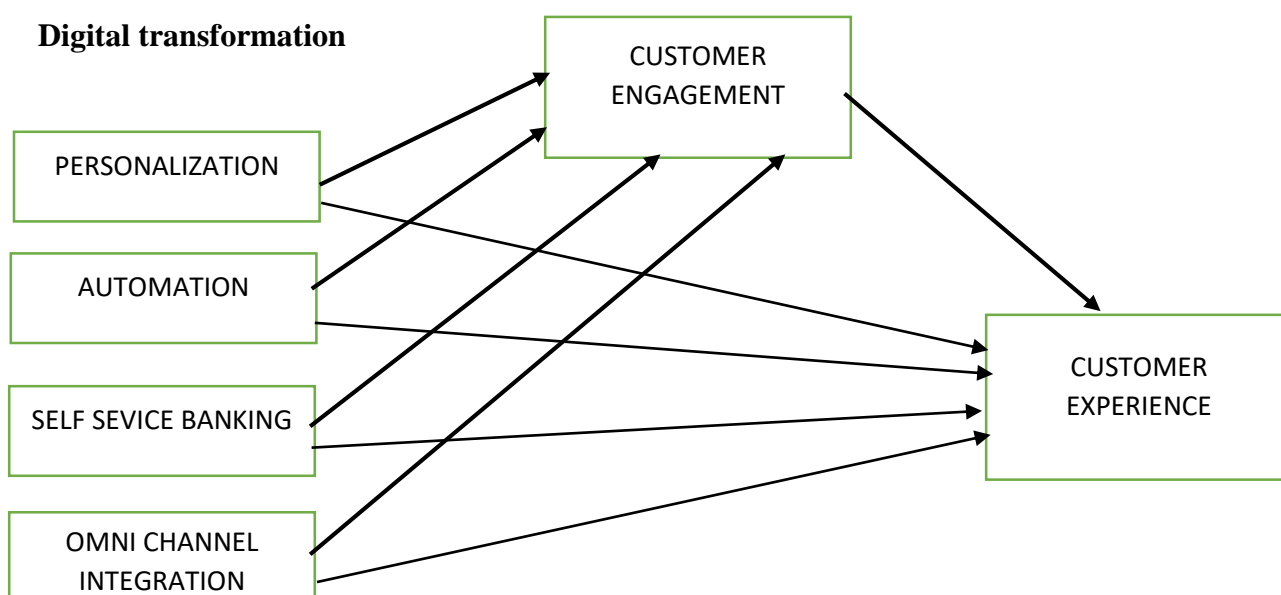 Digital transformation
CUSTOMER
ENGAGEMENT
PERSONALIZATION
AUTOMATION
SELF SEVICE BANKING
OMNI CHANNEL
INTEGRATION
CUSTOMER
EXPERIENCE